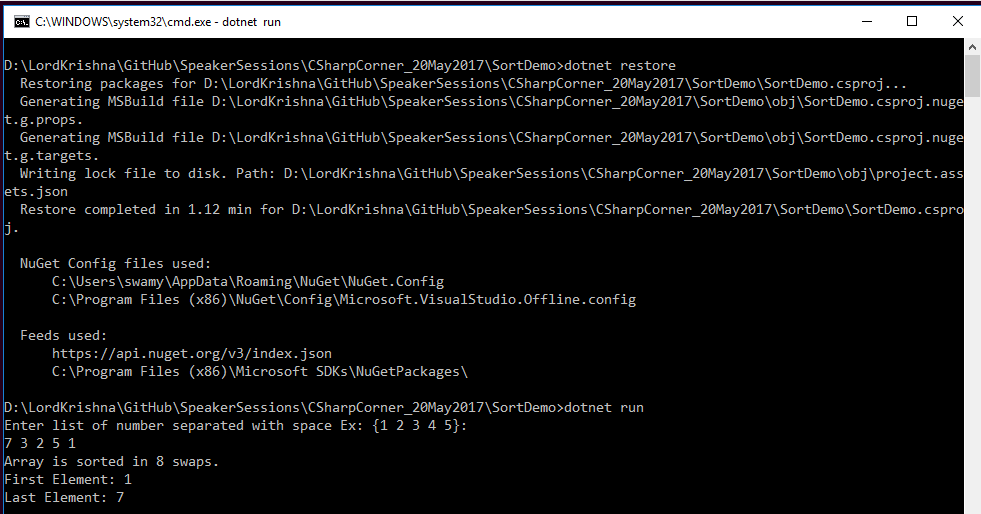 C:\WINDOWS\system32\cmd.exe - dotnet run
D:\LordKrishna\GitHub\SpeakerSessions\CSharpCorner_20May2017\SortDemo>dotnet restore
  Restoring packages for D:\LordKrishna\GitHub\SpeakerSessions\CSharpCorner_20May2017\SortDemo\SortDemo.csproj...
  Generating MSBuild file D:\LordKrishna\GitHub\SpeakerSessions\CSharpCorner_20May2017\SortDemo\obj\SortDemo.csproj.nuge
t.g.props.
  Generating MSBuild file D:\LordKrishna\GitHub\SpeakerSessions\CSharpCorner_20May2017\SortDemo\obj\SortDemo.csproj.nuge
t.g.targets.
  Writing lock file to disk. Path: D:\LordKrishna\GitHub\SpeakerSessions\CSharpCorner_20May2017\SortDemo\obj\project.ass
ets.json
  Restore completed in 1.12 min for D:\LordKrishna\GitHub\SpeakerSessions\CSharpCorner_20May2017\SortDemo\SortDemo.cspro
j.
  NuGet Config files used:
      C:\Users\swamy\AppData\Roaming\NuGet\NuGet.Config
      C:\Program Files (x86)\NuGet\Config\Microsoft.VisualStudio.Offline.config
  Feeds used:
      https://api.nuget.org/v3/index.json
      C:\Program Files (x86)\Microsoft SDKs\NuGetPackages\
D:\LordKrishna\GitHub\SpeakerSessions\CSharpCorner_20May2017\SortDemo>dotnet run
Enter list of number separated with space Ex: {1 2 3 4 5}:
7 3 2 5 1
Array is sorted in 8 swaps.
First Element: 1
Last Element: 7